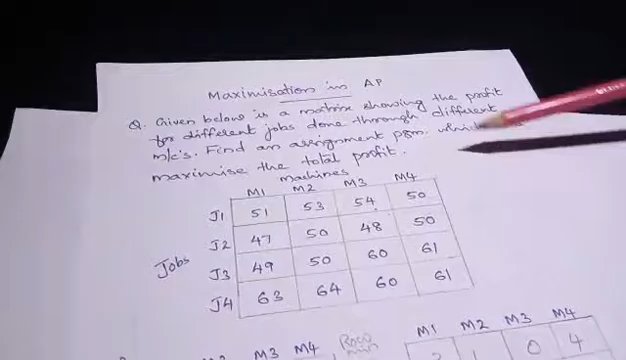 Maximisation in AP
Q. Given below is a matrix showing the profit
for different jobs done through different
m/c's. Find an assignment pgm. which
maximise the total profit.
machines
M1 M2 M3 M4
J1 51 53 54 50
J2 47 50 48 50
Jobs
J3 49 50 60 61
J4 63 64 60 61
M3 M4 Row min
M1 M2 M3 M4
0 4